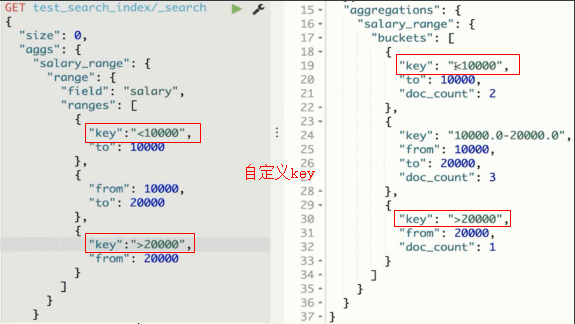 GET test_search_index/_search
{
"size": 0,
"aggs": {
"salary_range": {
"range": {
"field": "salary",
"ranges": [
{
"key":"<10000",
"to": 10000
},
{
"from": 10000,
"to": 20000
},
{
"key":">20000",
"from": 20000
}
]
}
}
}
自定义key
15 "aggregations": {
16 "salary_range": {
17 "buckets": [
18 {
19 "key": "<10000",
20 "to": 10000,
21 "doc_count": 2
22 },
23 {
24 "key": "10000.0-20000.0",
25 "from": 10000,
26 "to": 20000,
27 "doc_count": 3
28 },
29 {
30 "key": ">20000",
31 "from": 20000,
32 "doc_count": 1
33 }
34 ]
35 }
36 }
37 }